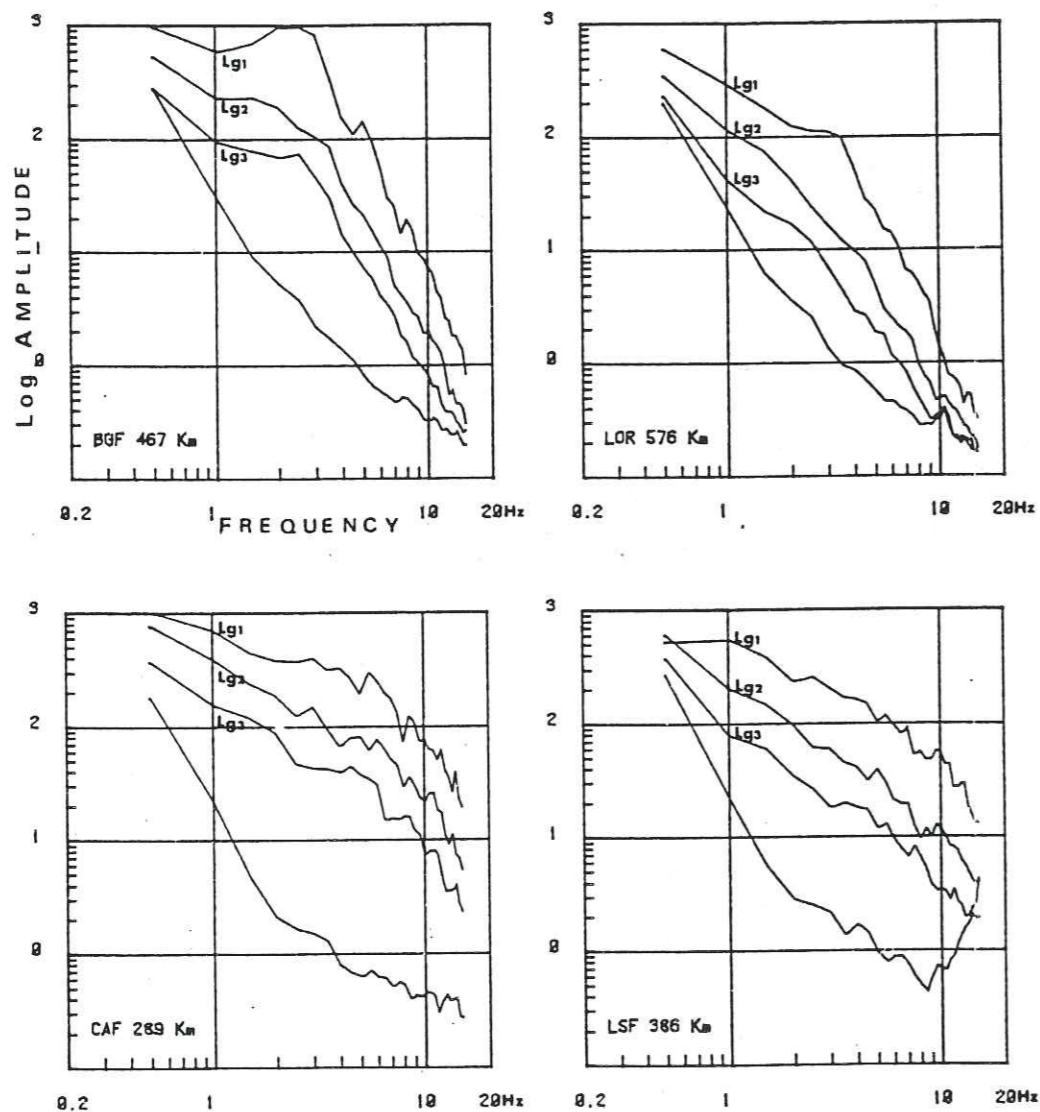 3
2
1
0
Lg1
Lg2
Lg3
BGF 467 Km
0.2 1 10 20Hz
Log AMPLITUDE
FREQUENCY
3
2
1
0
Lg1
Lg2
Lg3
LOR 576 Km
0.2 1 10 20Hz
3
2
1
0
Lg1
Lg2
Lg3
CAF 289 Km
0.2 1 10 20Hz
3
2
1
0
Lg1
Lg2
Lg3
LSF 386 Km
0.2 1 10 20Hz